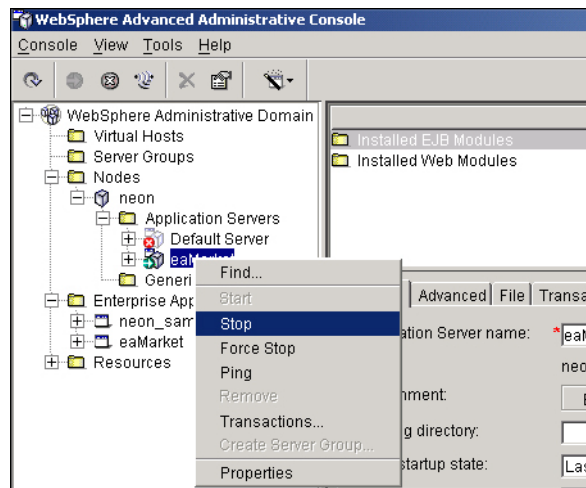 WebSphere Advanced Administrative Console
Console View Tools Help
WebSphere Administrative Domain
Virtual Hosts
Server Groups
Nodes
neon
Application Servers
Default Server
eaMarket
Generi
Enterprise App
neon_sam
eaMarket
Resources
Find...
Start
Stop
Force Stop
Ping
Remove
Transactions...
Create Server Group...
Properties
Installed EJB Modules
Installed Web Modules
Advanced File Transa
ation Server name: *eaM
neo
nment:
g directory:
startup state: Las